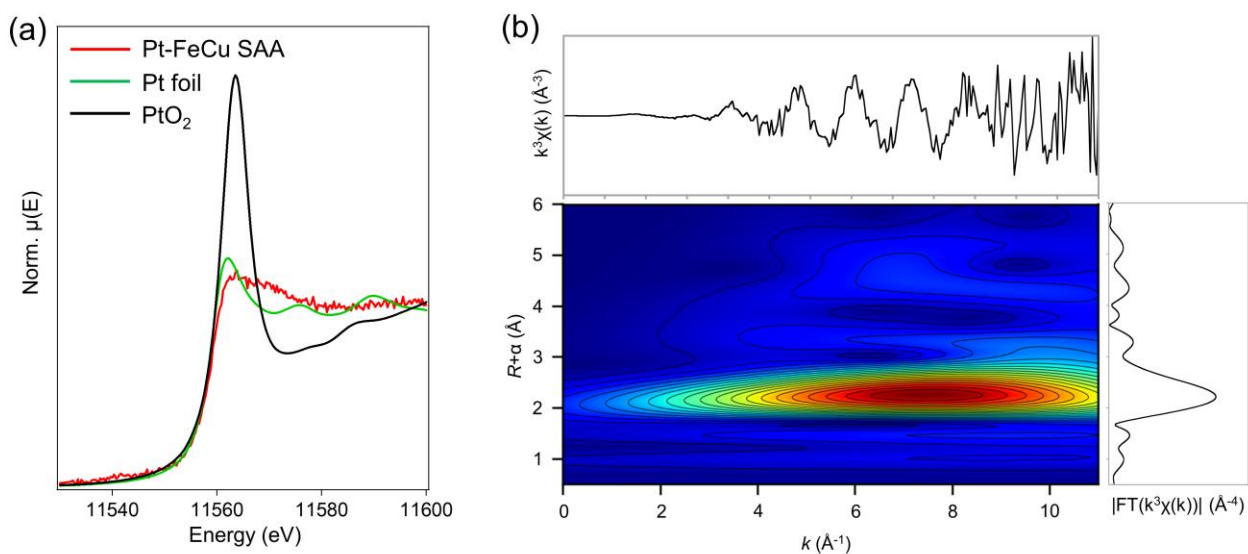 (a)
Pt-FeCu SAA
Pt foil
PtO₂
Norm. μ(E)
11540 11560 11580 11600
Energy (eV)
(b)
k³χ(k) (Å⁻³)
6
5
4
3
2
1
R+α (Å)
0 2 4 6 8 10
k (Å⁻¹)
|FT(k³χ(k))| (Å⁻⁴)